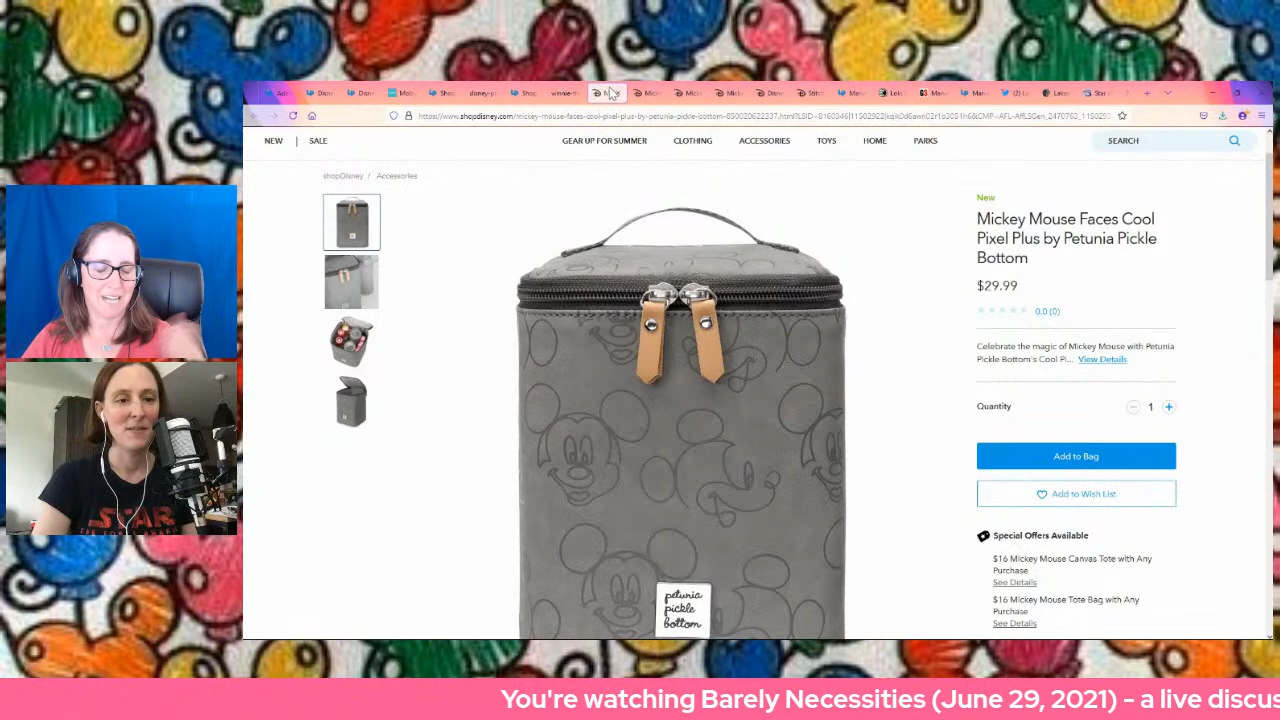 NEW | SALE
GEAR UP FOR SUMMER CLOTHING ACCESSORIES TOYS HOME PARKS
SEARCH
shopDisney / Accessories
New
Mickey Mouse Faces Cool
Pixel Plus by Petunia Pickle
Bottom
$29.99
0.0 (0)
Celebrate the magic of Mickey Mouse with Petunia
Pickle Bottom's Cool Pi... View Details
Quantity
1
Add to Bag
Add to Wish List
Special Offers Available
$16 Mickey Mouse Canvas Tote with Any
Purchase
See Details
$16 Mickey Mouse Tote Bag with Any
Purchase
See Details
petunia
pickle
bottom
STAR
You're watching Barely Necessities (June 29, 2021) - a live discus